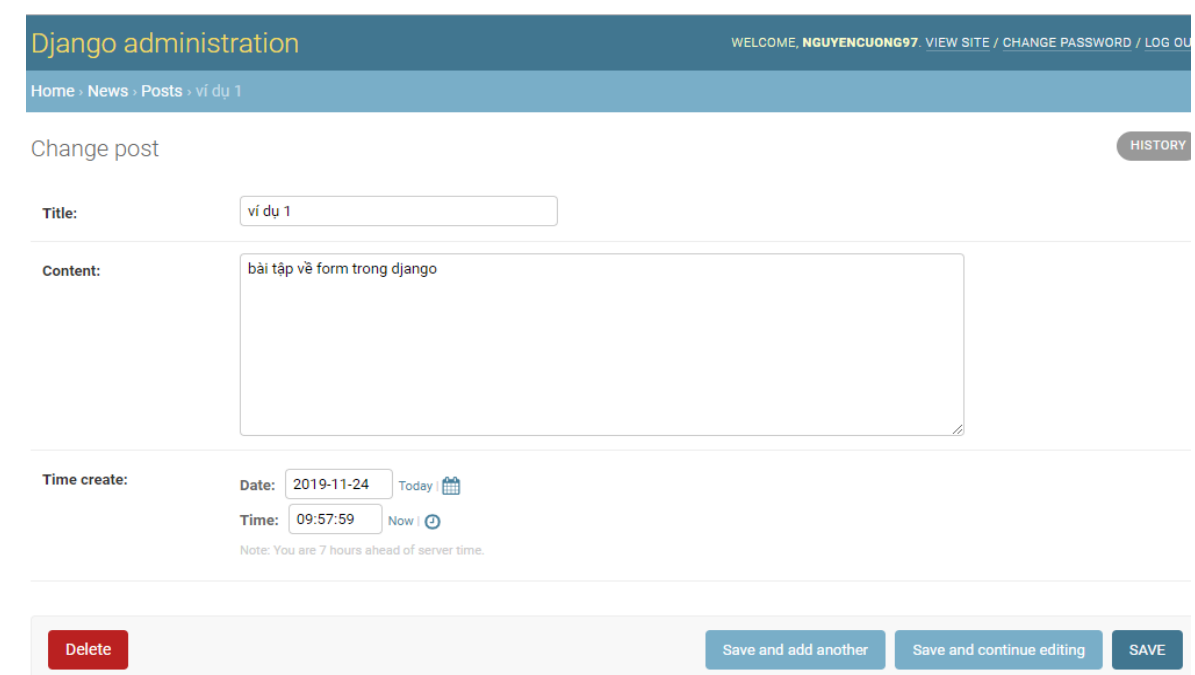 Django administration
WELCOME, NGUYENCUONG97. VIEW SITE / CHANGE PASSWORD / LOG OU
Home › News › Posts › ví dụ 1
Change post
HISTORY
Title:
ví dụ 1
Content:
bài tập về form trong django
Time create:
Date: 2019-11-24 Today |
Time: 09:57:59 Now |
Note: You are 7 hours ahead of server time.
Delete
Save and add another
Save and continue editing
SAVE